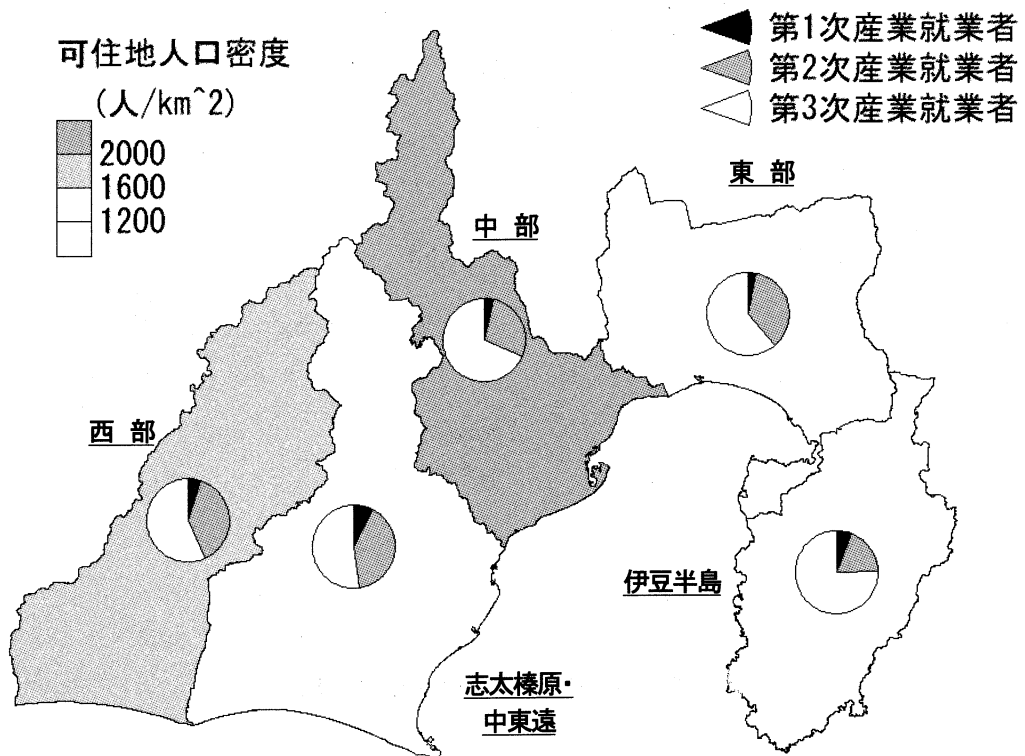 可住地人口密度
(人/km^2)
2000
1600
1200
第1次産業就業者
第2次産業就業者
第3次産業就業者
東 部
中 部
西 部
伊豆半島
志太榛原・
中東遠